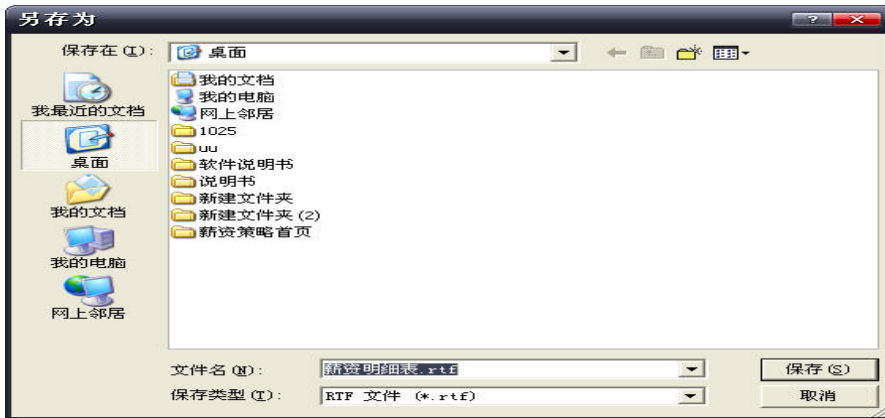 另存为
保存在(I):
桌面
我最近的文档
桌面
我的文档
我的电脑
网上邻居
我的文档
我的电脑
网上邻居
1025
uu
软件说明书
说明书
新建文件夹
新建文件夹(2)
薪资策略首页
文件名(N):
薪资明细表.rtf
保存(S)
保存类型(T):
RTF 文件 (*.rtf)
取消